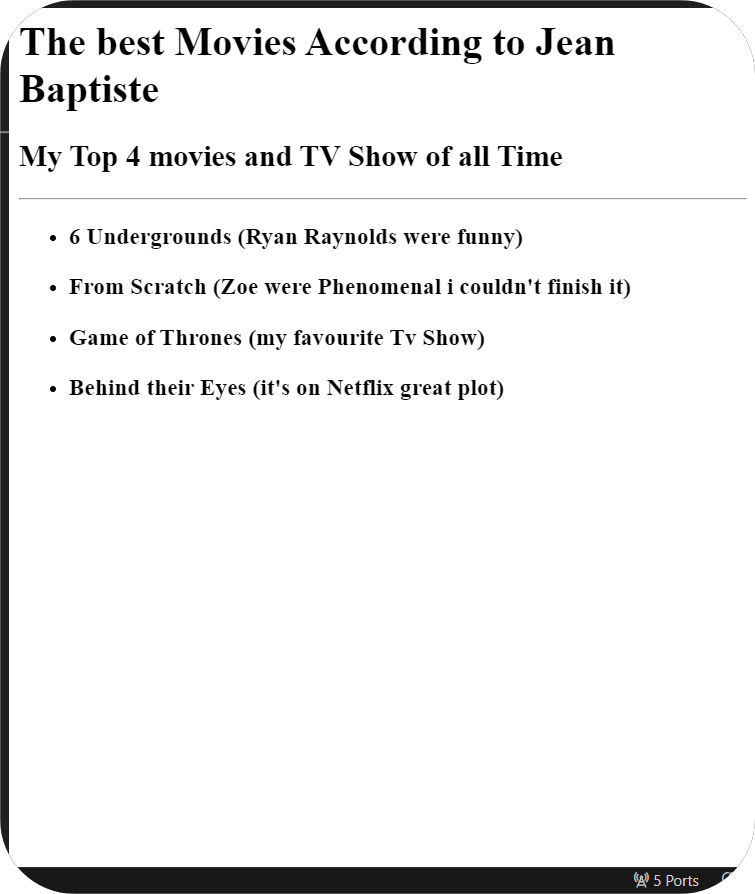 The best Movies According to Jean
Baptiste
My Top 4 movies and TV Show of all Time
6 Undergrounds (Ryan Raynolds were funny)
From Scratch (Zoe were Phenomenal i couldn't finish it)
Game of Thrones (my favourite Tv Show)
Behind their Eyes (it's on Netflix great plot)
5 Ports